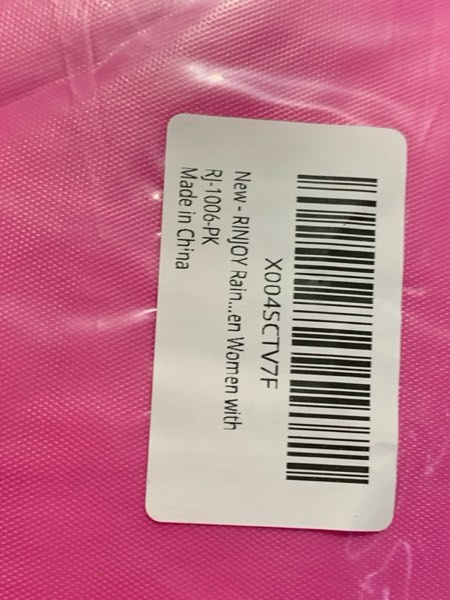 X004SCTV7F
New - RINJOY Rain...en Women with
RJ-1006-PK
Made in China